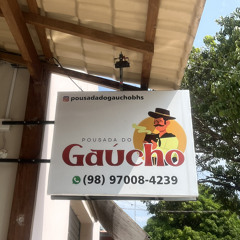 pousadadogauchobhs
POUSADA DO
Gaúcho
(98) 97008-4239